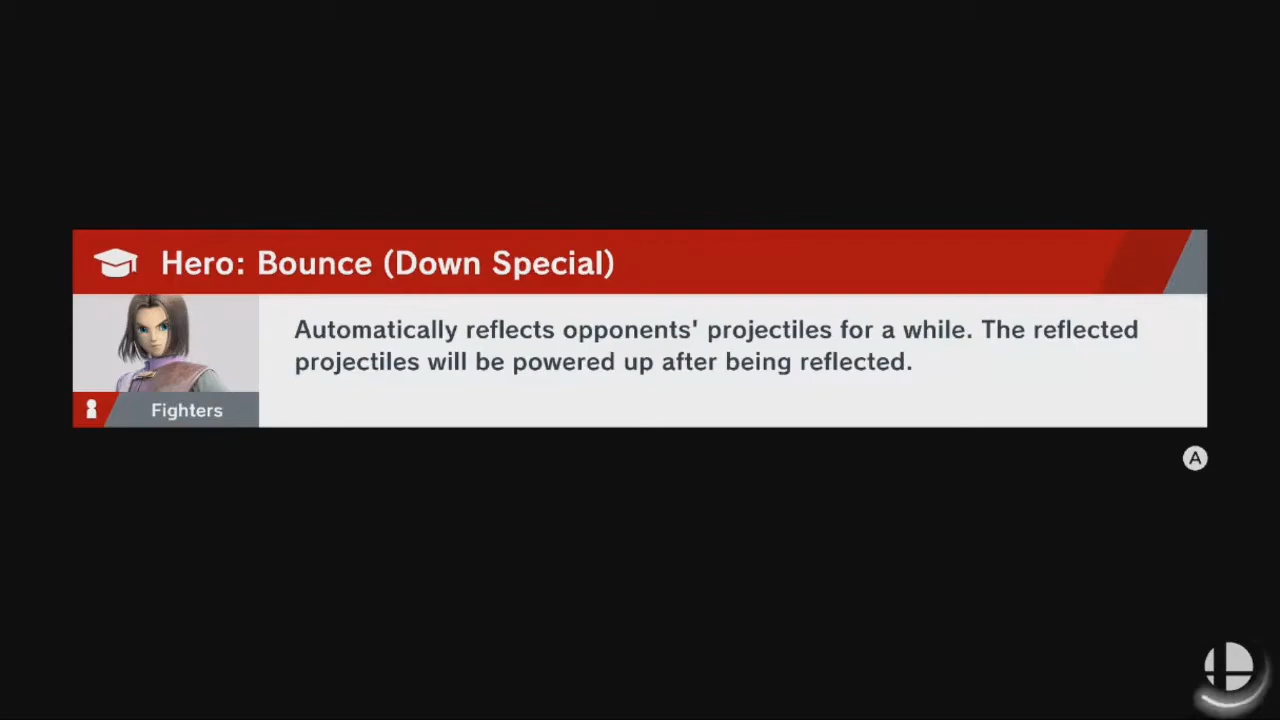 Hero: Bounce (Down Special)
Automatically reflects opponents' projectiles for a while. The reflected
projectiles will be powered up after being reflected.
Fighters
A